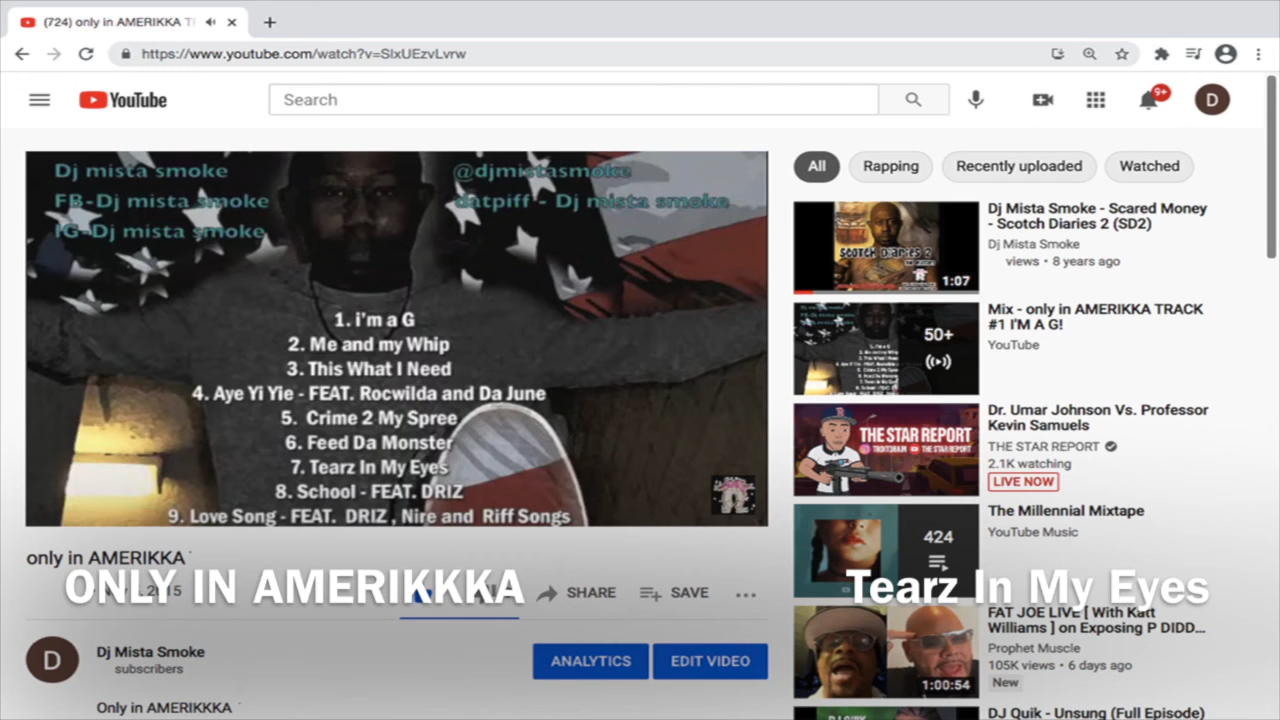 (724) only in AMERIKKA T
https://www.youtube.com/watch?v=SlxUEzvLvrw
YouTube
Search
9+
D
Dj mista smoke
@djmistasmoke
FB-Dj mista smoke
datpiff - Dj mista smoke
IG-Dj mista smoke
1. i'm a G
2. Me and my Whip
3. This What I Need
4. Aye Yi Yie - FEAT. Rocwilda and Da June
5. Crime 2 My Spree
6. Feed Da Monster
7. Tearz In My Eyes
8. School - FEAT. DRIZ
9. Love Song - FEAT. DRIZ , Nire and Riff Songs
only in AMERIKKA
2015
ONLY IN AMERIKKKA
SHARE
SAVE
D
Dj Mista Smoke
subscribers
ANALYTICS
EDIT VIDEO
Only in AMERIKKKA
All
Rapping
Recently uploaded
Watched
SCOTCH DIARIES 2
1:07
Dj Mista Smoke - Scared Money
- Scotch Diaries 2 (SD2)
Dj Mista Smoke
views • 8 years ago
50+
Mix - only in AMERIKKA TRACK
#1 I'M A G!
YouTube
THE STAR REPORT
Dr. Umar Johnson Vs. Professor
Kevin Samuels
THE STAR REPORT
2.1K watching
LIVE NOW
424
The Millennial Mixtape
YouTube Music
Tearz In My Eyes
1:00:54
FAT JOE LIVE [ With Katt
Williams ] on Exposing P DIDD...
Prophet Muscle
105K views • 6 days ago
New
DJ Quik - Unsung (Full Episode)